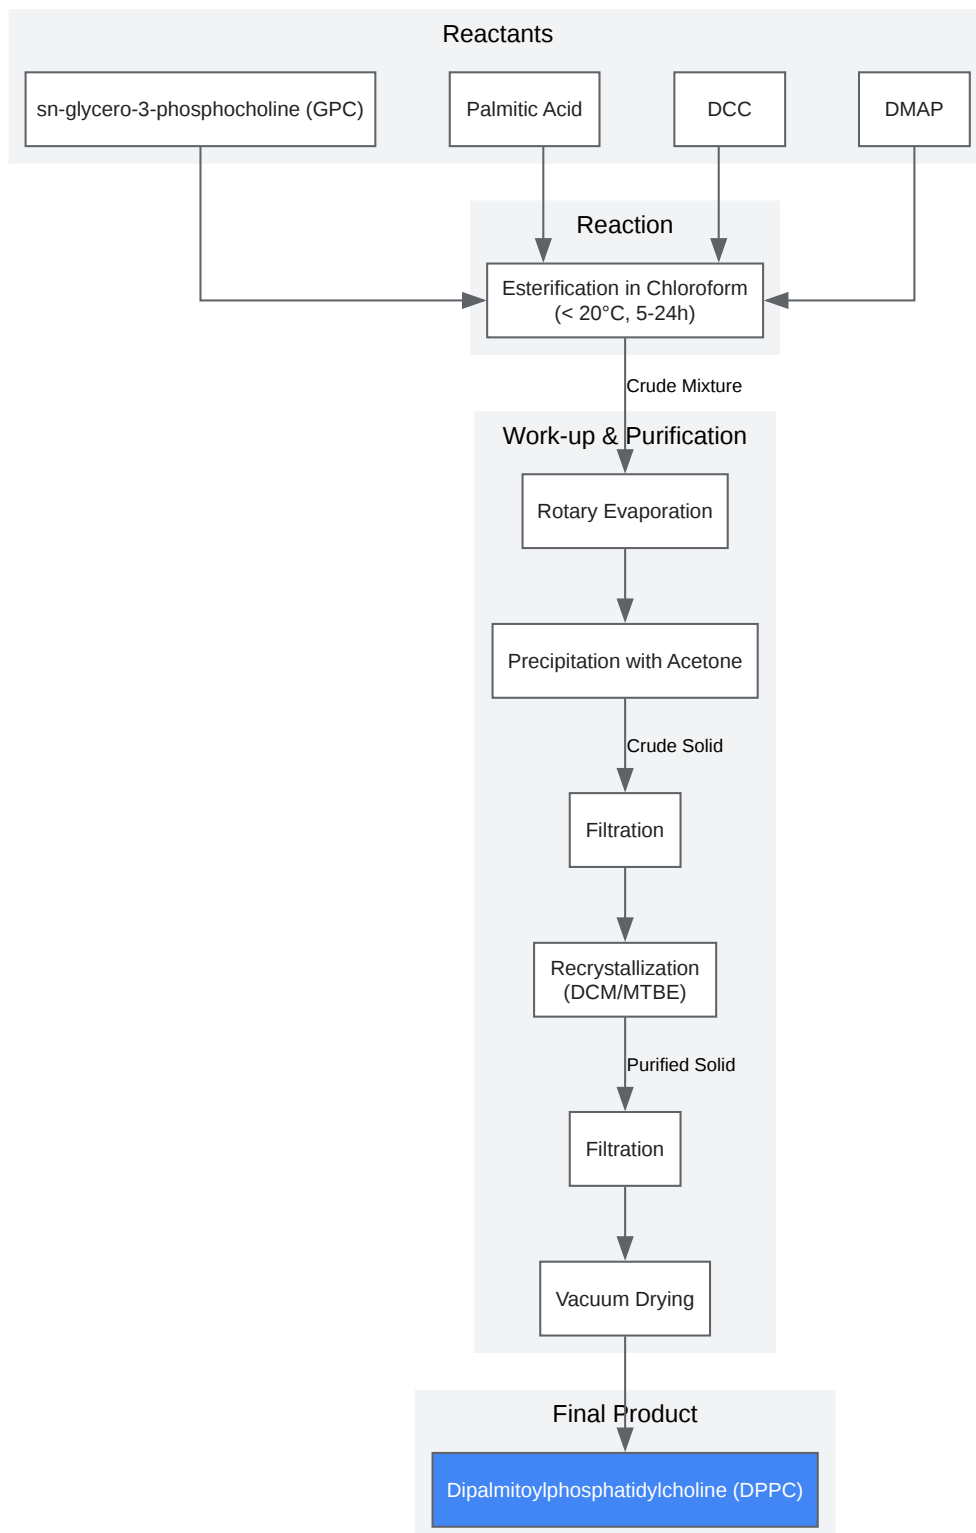 Reactants
sn-glycero-3-phosphocholine (GPC)
Palmitic Acid
DCC
DMAP
Reaction
Esterification in Chloroform
(< 20°C, 5-24h)
Crude Mixture
Work-up & Purification
Rotary Evaporation
Precipitation with Acetone
Crude Solid
Filtration
Recrystallization
(DCM/MTBE)
Purified Solid
Filtration
Vacuum Drying
Final Product
Dipalmitoylphosphatidylcholine (DPPC)